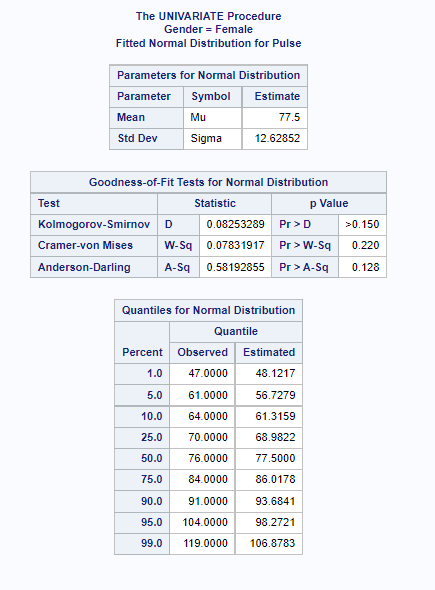 The UNIVARIATE Procedure
Gender = Female
Fitted Normal Distribution for Pulse
Parameters for Normal Distribution
Parameter Symbol Estimate
Mean Mu 77.5
Std Dev Sigma 12.62852
Goodness-of-Fit Tests for Normal Distribution
Test Statistic p Value
Kolmogorov-Smirnov D 0.08253289 Pr > D >0.150
Cramer-von Mises W-Sq 0.07831917 Pr > W-Sq 0.220
Anderson-Darling A-Sq 0.58192855 Pr > A-Sq 0.128
Quantiles for Normal Distribution
Quantile
Percent Observed Estimated
1.0 47.0000 48.1217
5.0 61.0000 56.7279
10.0 64.0000 61.3159
25.0 70.0000 68.9822
50.0 76.0000 77.5000
75.0 84.0000 86.0178
90.0 91.0000 93.6841
95.0 104.0000 98.2721
99.0 119.0000 106.8783